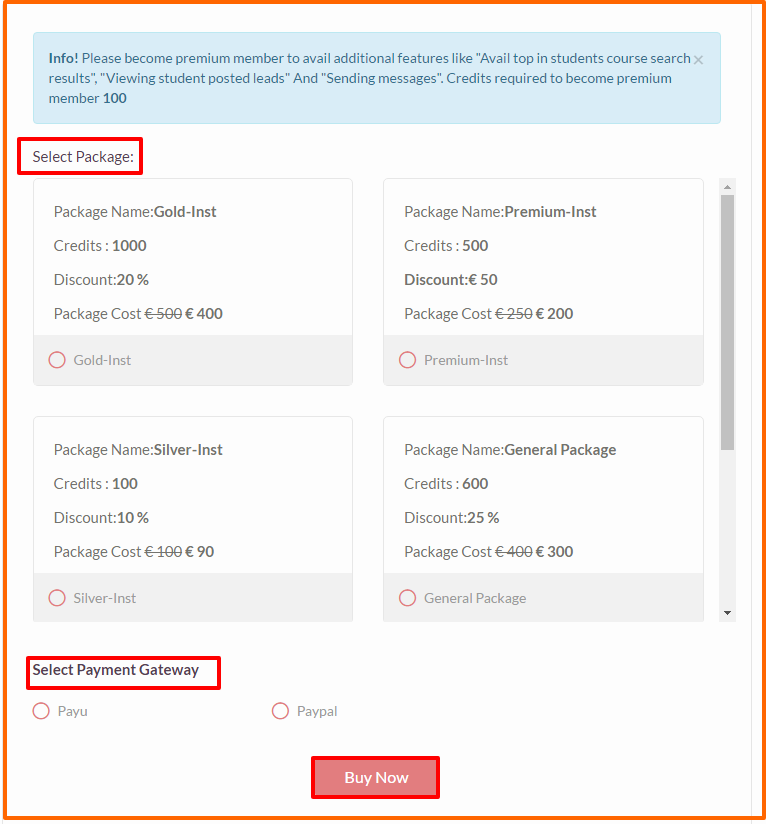 Info! Please become premium member to avail additional features like "Avail top in students course search ×
results", "Viewing student posted leads" And "Sending messages". Credits required to become premium
member 100
Select Package:
Package Name:Gold-Inst
Credits : 1000
Discount:20 %
Package Cost € 500 € 400
Gold-Inst
Package Name:Premium-Inst
Credits : 500
Discount:€ 50
Package Cost € 250 € 200
Premium-Inst
Package Name:Silver-Inst
Credits : 100
Discount:10 %
Package Cost € 100 € 90
Silver-Inst
Package Name:General Package
Credits : 600
Discount:25 %
Package Cost € 400 € 300
General Package
Select Payment Gateway
Payu
Paypal
Buy Now